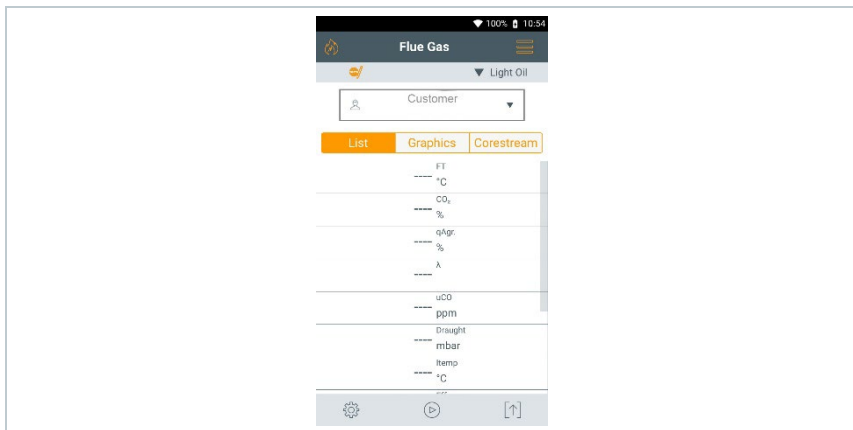 100% 10:54
Flue Gas
Light Oil
Customer
List Graphics Corestream
FT
---- °C
CO₂
---- %
qAgr.
---- %
λ
----
uCO
---- ppm
Draught
---- mbar
Itemp
---- °C